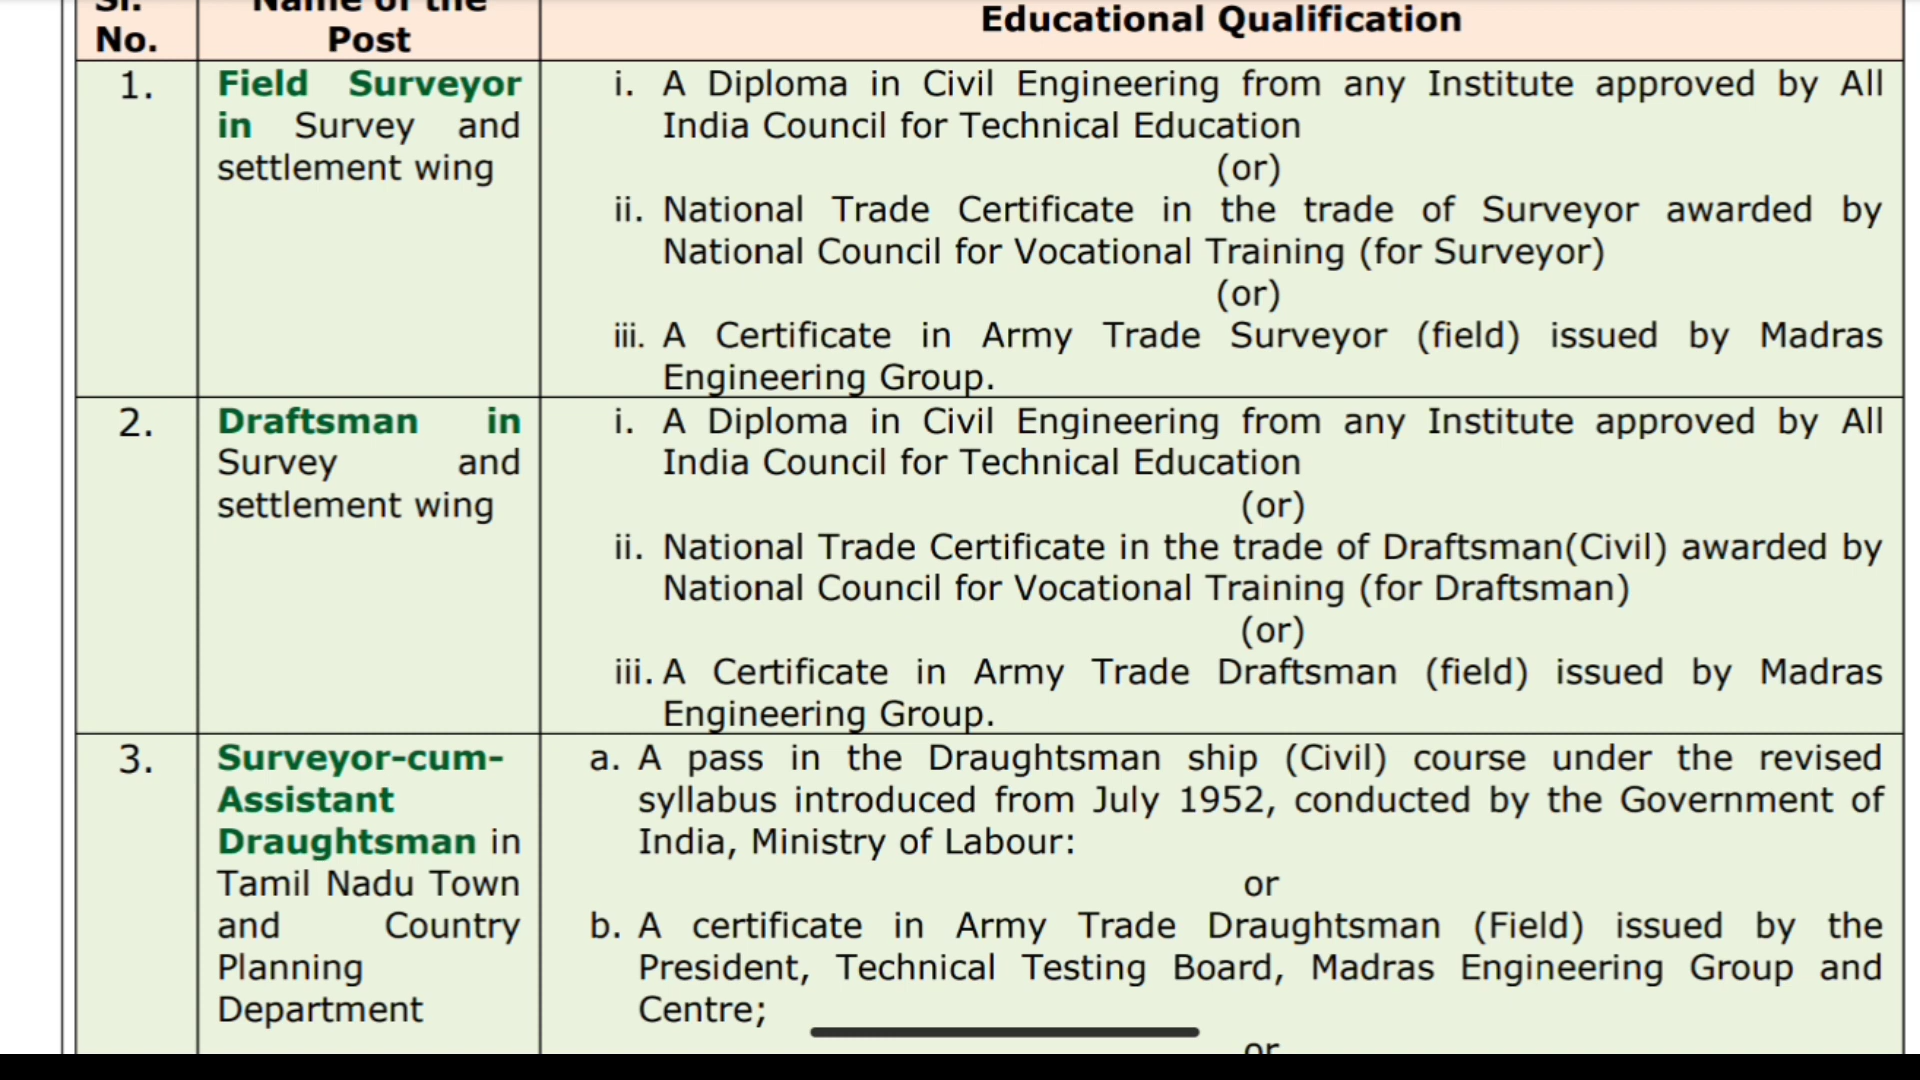 Sl. Name of the
No. Post
Educational Qualification
1.
Field Surveyor
in Survey and
settlement wing
i. A Diploma in Civil Engineering from any Institute approved by All
India Council for Technical Education
(or)
ii. National Trade Certificate in the trade of Surveyor awarded by
National Council for Vocational Training (for Surveyor)
(or)
iii. A Certificate in Army Trade Surveyor (field) issued by Madras
Engineering Group.
2.
Draftsman in
Survey and
settlement wing
i. A Diploma in Civil Engineering from any Institute approved by All
India Council for Technical Education
(or)
ii. National Trade Certificate in the trade of Draftsman(Civil) awarded by
National Council for Vocational Training (for Draftsman)
(or)
iii. A Certificate in Army Trade Draftsman (field) issued by Madras
Engineering Group.
3.
Surveyor-cum-
Assistant
Draughtsman in
Tamil Nadu Town
and Country
Planning
Department
a. A pass in the Draughtsman ship (Civil) course under the revised
syllabus introduced from July 1952, conducted by the Government of
India, Ministry of Labour:
or
b. A certificate in Army Trade Draughtsman (Field) issued by the
President, Technical Testing Board, Madras Engineering Group and
Centre;
or